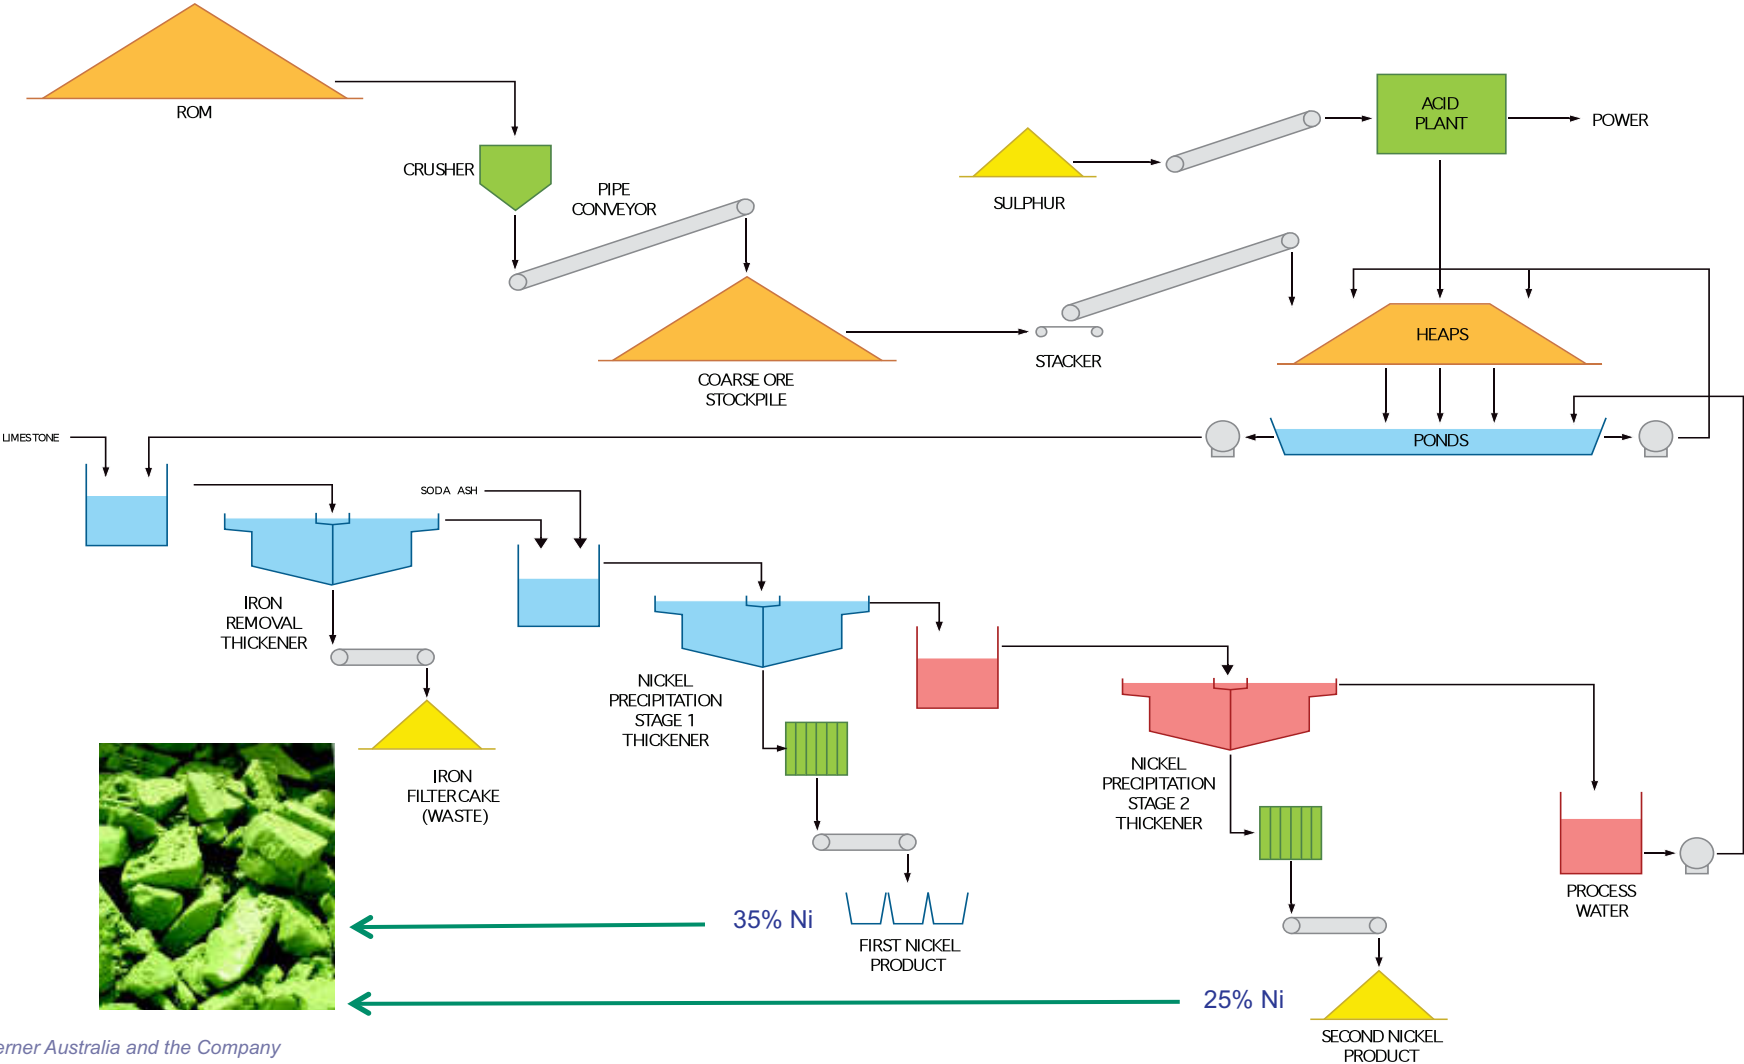 ROM
CRUSHER
PIPE
CONVEYOR
COARSE ORE
STOCKPILE
SULPHUR
ACID
PLANT
POWER
STACKER
HEAPS
PONDS
LIMESTONE
SODA ASH
IRON
REMOVAL
THICKENER
IRON
FILTER CAKE
(WASTE)
NICKEL
PRECIPITATION
STAGE 1
THICKENER
NICKEL
PRECIPITATION
STAGE 2
THICKENER
PROCESS
WATER
35% Ni
FIRST NICKEL
PRODUCT
25% Ni
SECOND NICKEL
PRODUCT
erner Australia and the Company